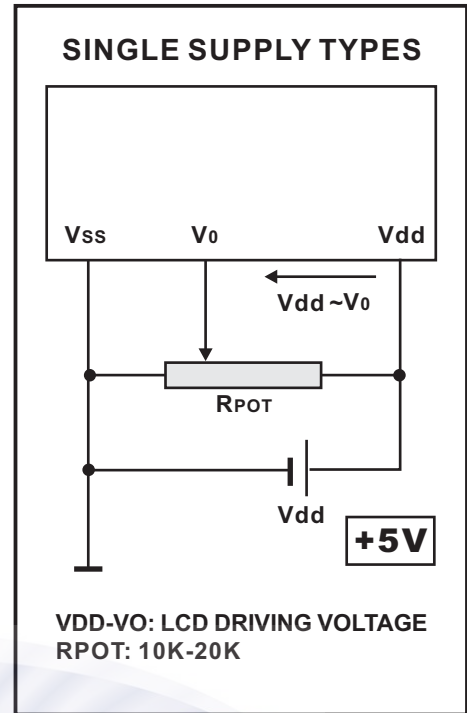 SINGLE SUPPLY TYPES
Vss V0 Vdd
Vdd ~V0
RPOT
Vdd
+5V
VDD-VO: LCD DRIVING VOLTAGE
RPOT: 10K-20K